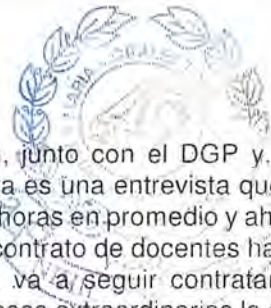 , junto con el DGP y,
a es una entrevista que
horas en promedio y ah
contrato de docentes ha
va a seguir contratar